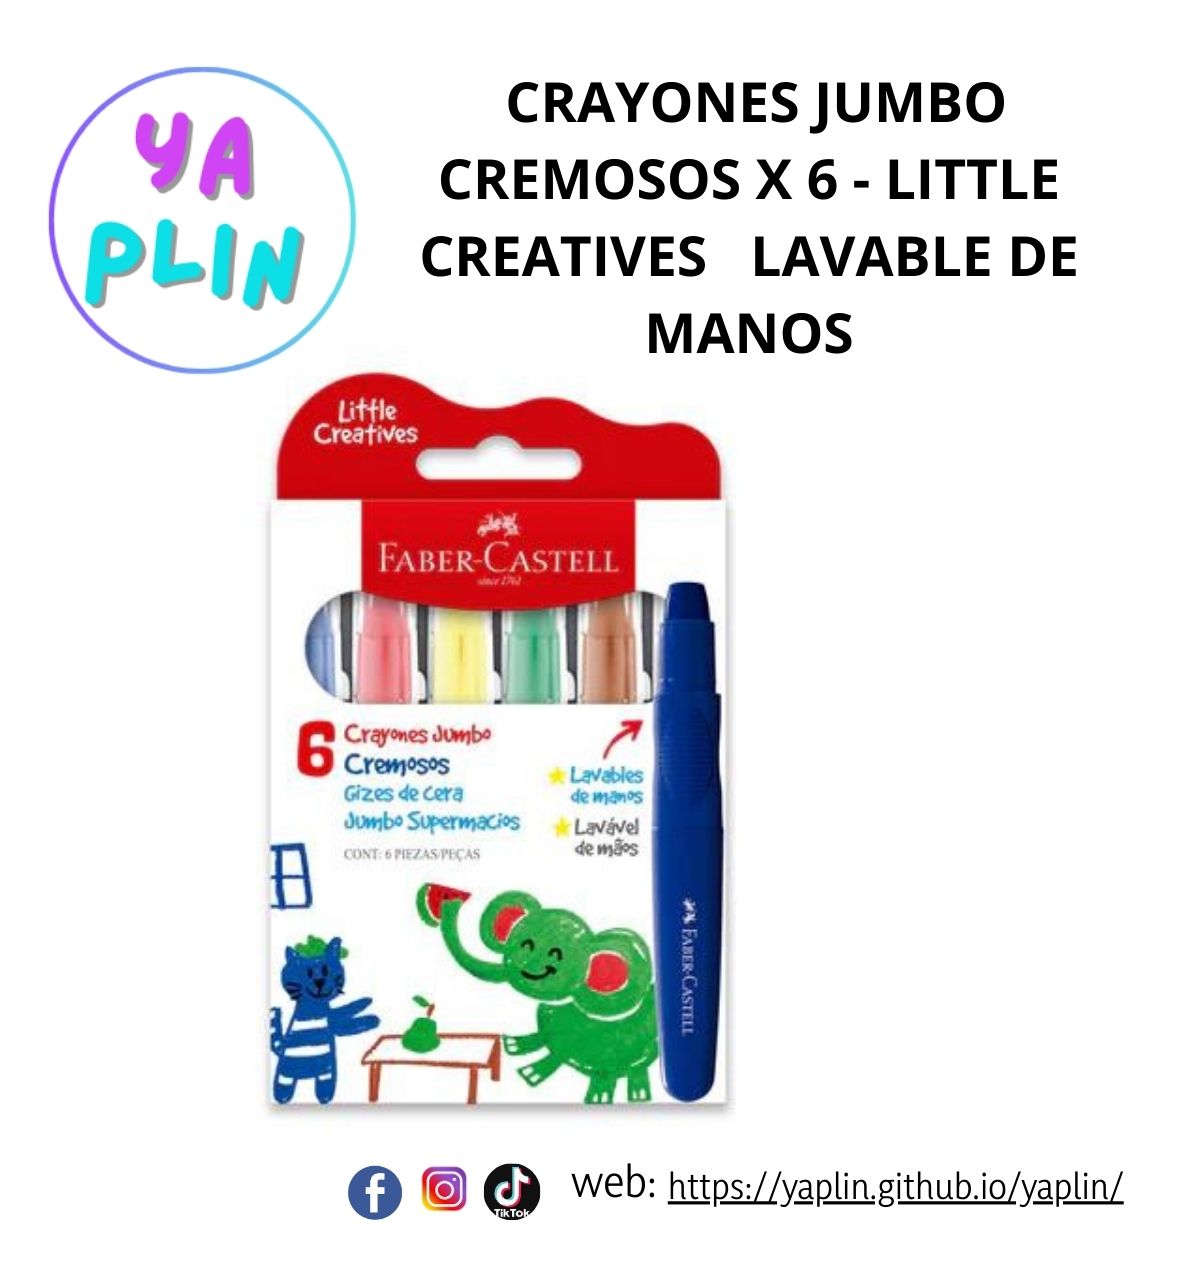 YA
PLIN
CRAYONES JUMBO
CREMOSOS X 6 - LITTLE
CREATIVES   LAVABLE DE
MANOS
Little
Creatives
FABER-CASTELL
since 1761
6 Crayones Jumbo
Cremosos
Gizes de Cera
Jumbo Supermacios
CONT: 6 PIEZAS/PEÇAS
Lavables
de manos
Lavável
de mãos
FABER-CASTELL
TikTok
web: https://yaplin.github.io/yaplin/